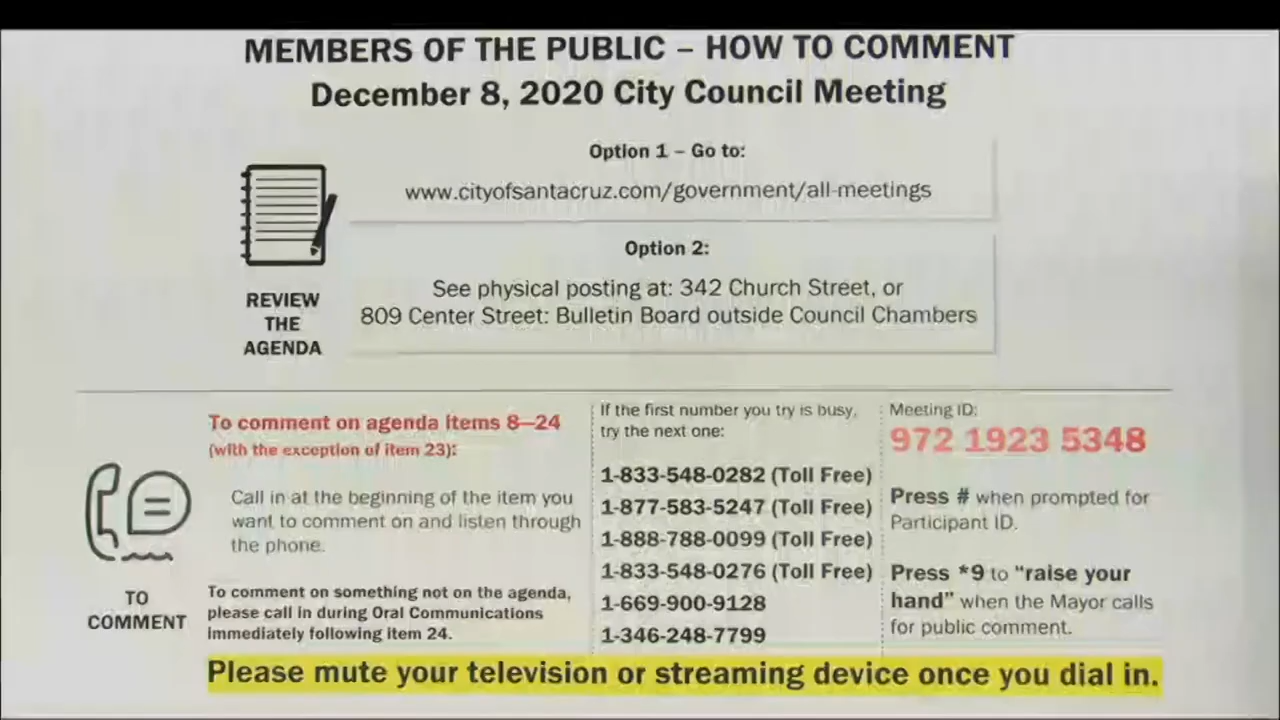 MEMBERS OF THE PUBLIC – HOW TO COMMENT
December 8, 2020 City Council Meeting
Option 1 – Go to:
www.cityofsantacruz.com/government/all-meetings
Option 2:
See physical posting at: 342 Church Street, or
809 Center Street: Bulletin Board outside Council Chambers
REVIEW
THE
AGENDA
To comment on agenda items 8—24
(with the exception of item 23):
Call in at the beginning of the item you
want to comment on and listen through
the phone.
To comment on something not on the agenda,
please call in during Oral Communications
immediately following item 24.
TO
COMMENT
If the first number you try is busy,
try the next one:
1-833-548-0282 (Toll Free)
1-877-583-5247 (Toll Free)
1-888-788-0099 (Toll Free)
1-833-548-0276 (Toll Free)
1-669-900-9128
1-346-248-7799
Meeting ID:
972 1923 5348
Press # when prompted for
Participant ID.
Press *9 to "raise your
hand" when the Mayor calls
for public comment.
Please mute your television or streaming device once you dial in.